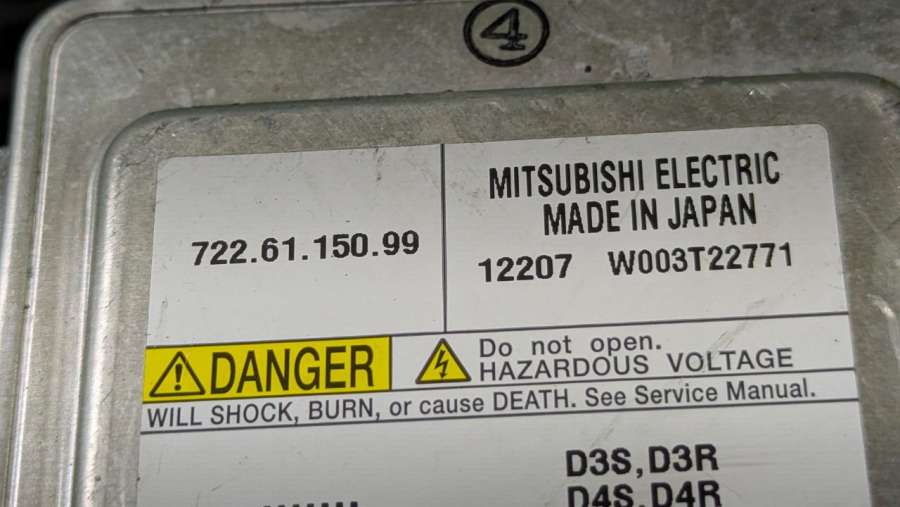 4
722.61.150.99
MITSUBISHI ELECTRIC
MADE IN JAPAN
12207 W003T22771
DANGER
Do not open.
HAZARDOUS VOLTAGE
WILL SHOCK, BURN, or cause DEATH. See Service Manual.
D3S, D3R
D4S, D4R